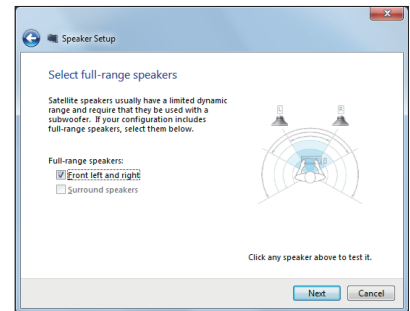 Speaker Setup
Select full-range speakers
Satellite speakers usually have a limited dynamic
range and require that they be used with a
subwoofer.  If your configuration includes
full-range speakers, select them below.
Full-range speakers:
Front left and right
Surround speakers
L R
Click any speaker above to test it.
Next Cancel